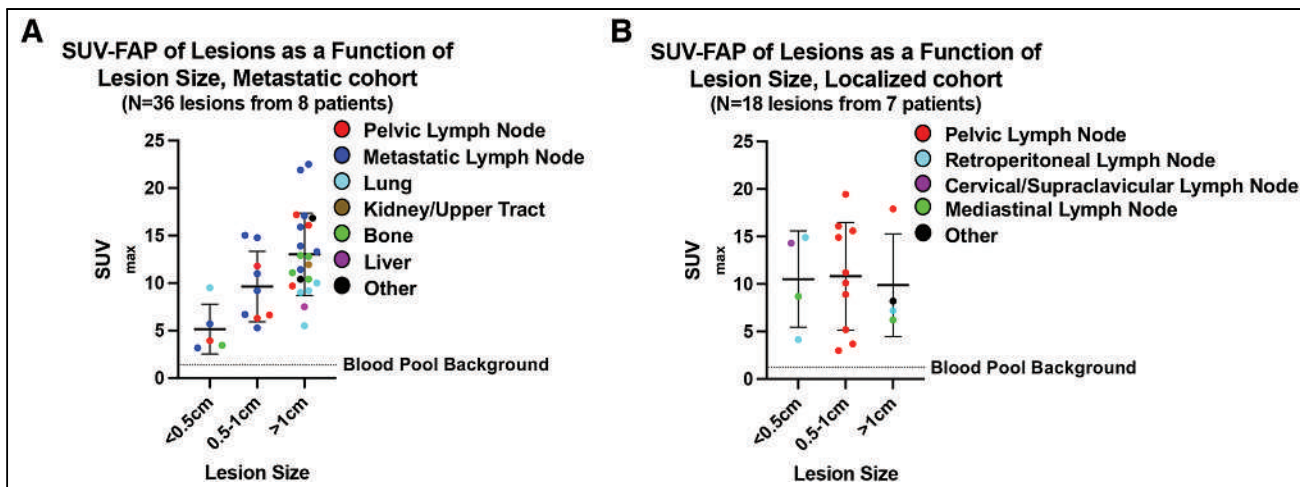 A
SUV-FAP of Lesions as a Function of
Lesion Size, Metastatic cohort
(N=36 lesions from 8 patients)
Pelvic Lymph Node
Metastatic Lymph Node
Lung
Kidney/Upper Tract
Bone
Liver
Other
25
20
15
10
5
0
SUV
max
Blood Pool Background
<0.5cm
0.5-1cm
>1cm
Lesion Size
B
SUV-FAP of Lesions as a Function of
Lesion Size, Localized cohort
(N=18 lesions from 7 patients)
Pelvic Lymph Node
Retroperitoneal Lymph Node
Cervical/Supraclavicular Lymph Node
Mediastinal Lymph Node
Other
25
20
15
10
5
0
SUV
max
Blood Pool Background
<0.5cm
0.5-1cm
>1cm
Lesion Size